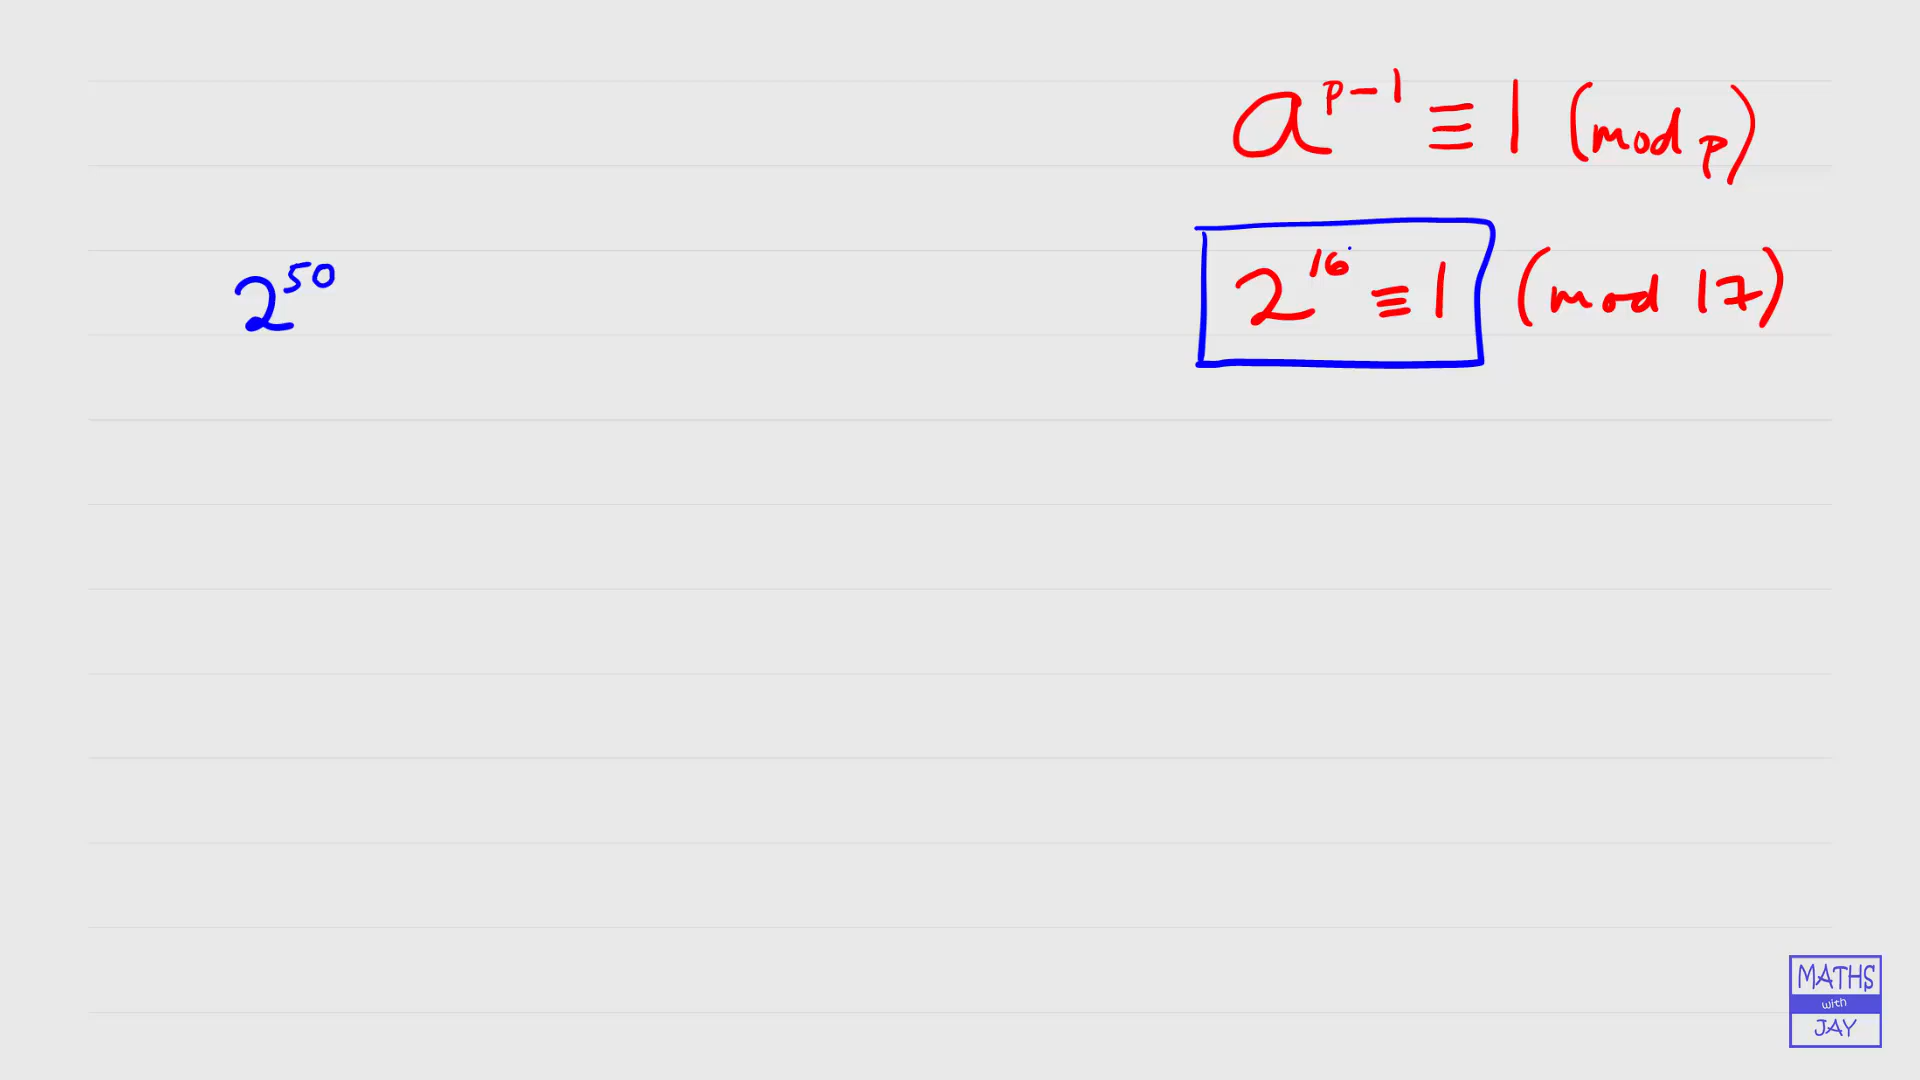 a^{p-1} ≡ 1 (mod p)
2^{50}
2^{16} ≡ 1 (mod 17)
MATHS
with
JAY